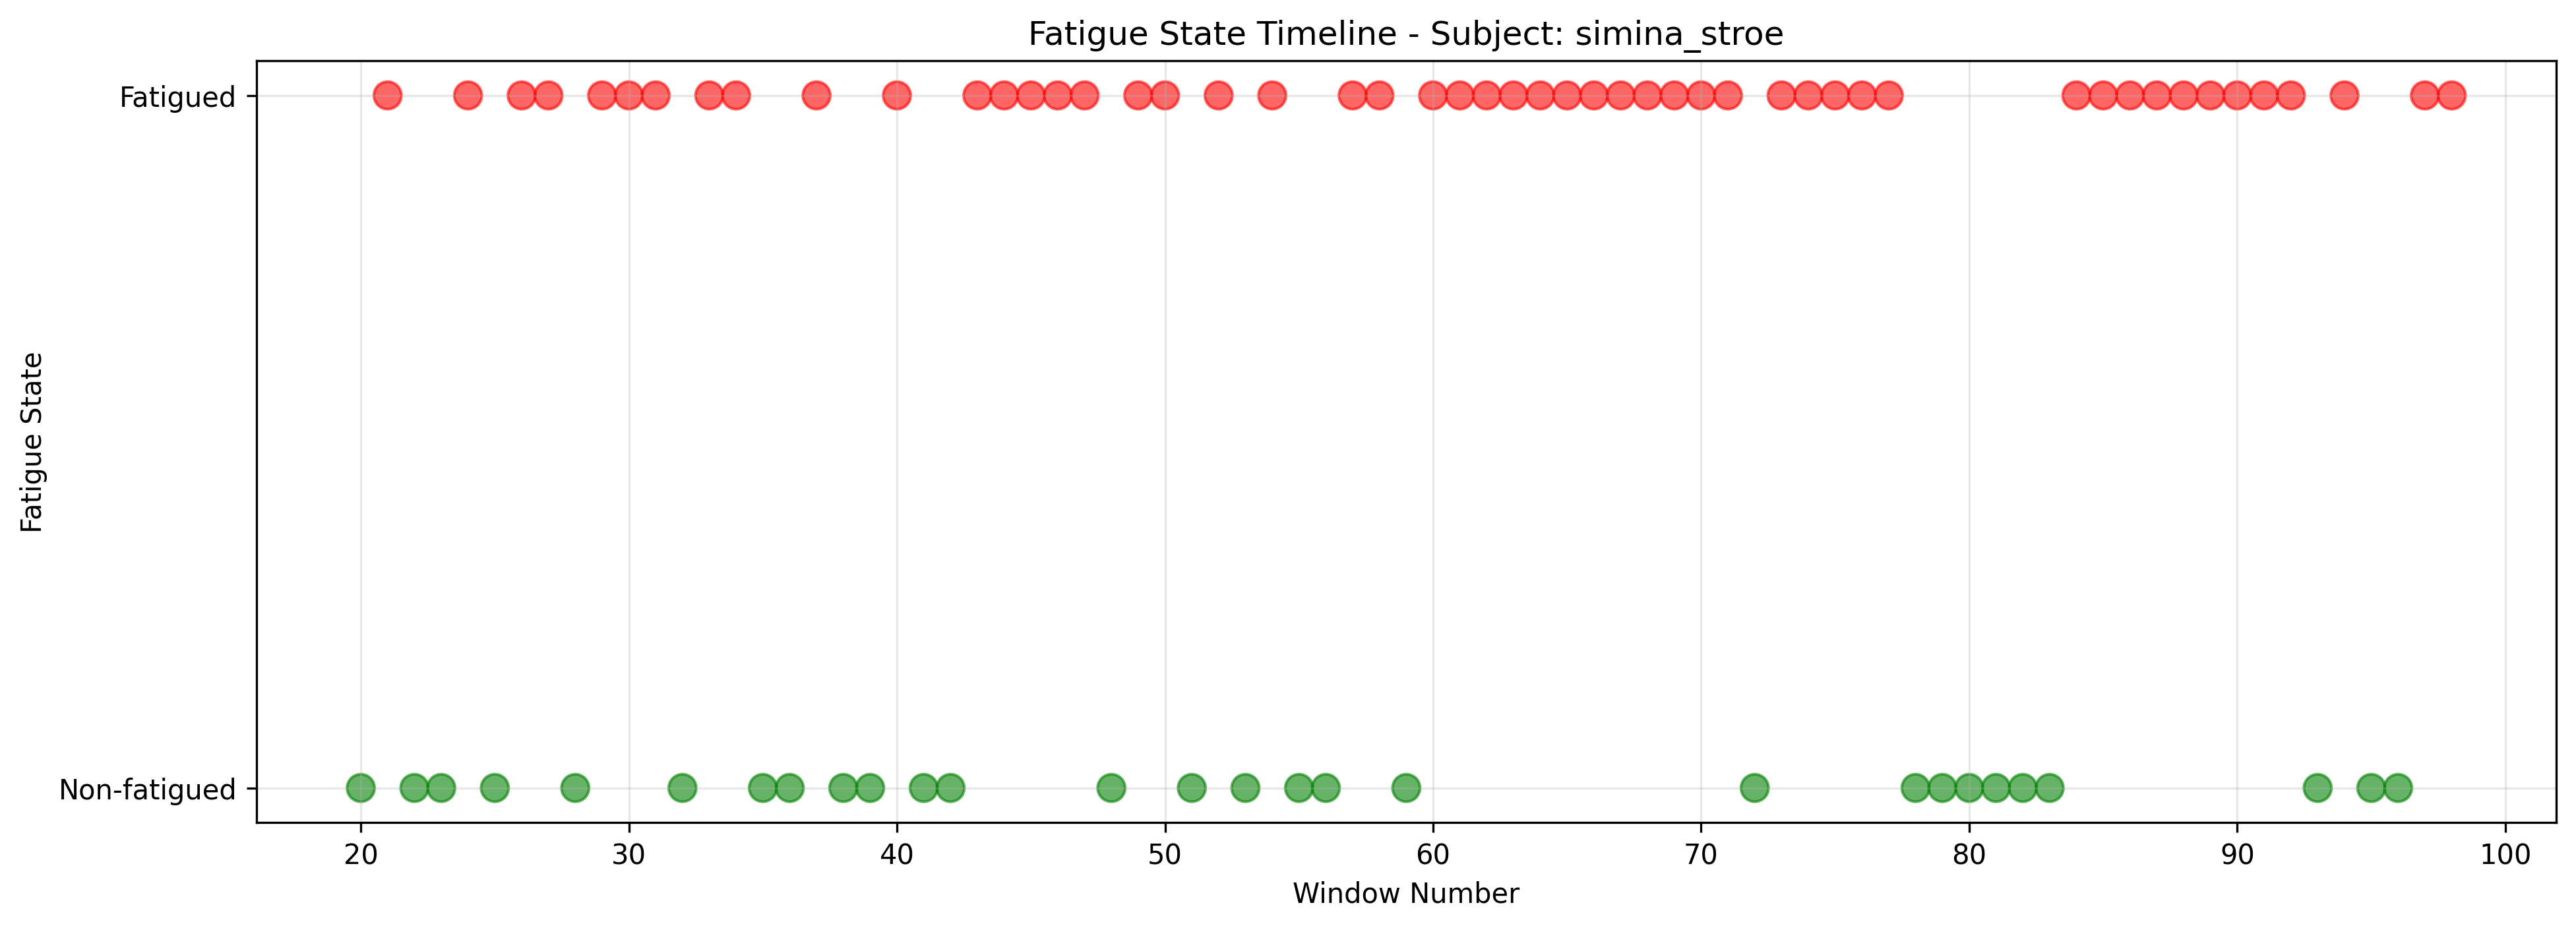 Fatigue State Timeline - Subject: simina_stroe
Fatigued
Fatigue State
Non-fatigued
20 30 40 50 60 70 80 90 100
Window Number